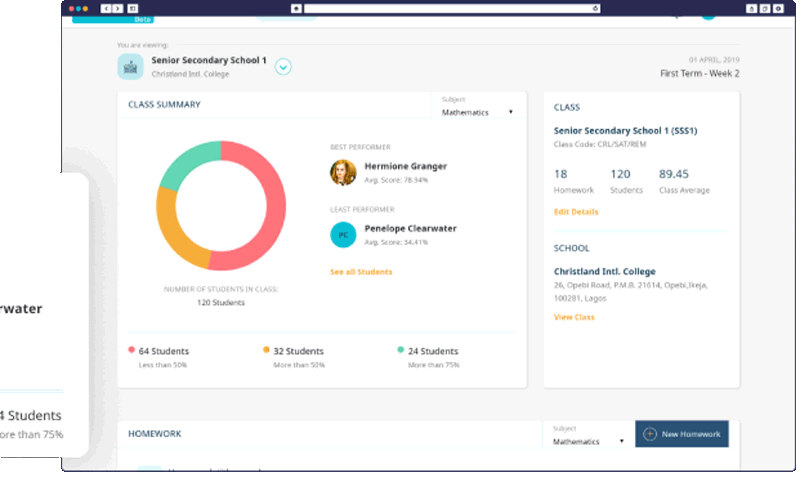 Beta
You are viewing:
Senior Secondary School 1
Christland Intl. College
01 APRIL, 2019
First Term - Week 2
CLASS SUMMARY
Subject
Mathematics
BEST PERFORMER
Hermione Granger
Avg. Score: 78.94%
LEAST PERFORMER
PC
Penelope Clearwater
Avg. Score: 34.41%
See all Students
NUMBER OF STUDENTS IN CLASS:
120 Students
64 Students
Less than 50%
32 Students
More than 50%
24 Students
More than 75%
CLASS
Senior Secondary School 1 (SSS1)
Class Code: CRL/SAT/REM
18
Homework
120
Students
89.45
Class Average
Edit Details
SCHOOL
Christland Intl. College
26, Opebi Road, P.M.B. 21614, Opebi,Ikeja,
100281, Lagos
View Class
rwater
4 Students
ore than 75%
HOMEWORK
Subject
Mathematics
New Homework